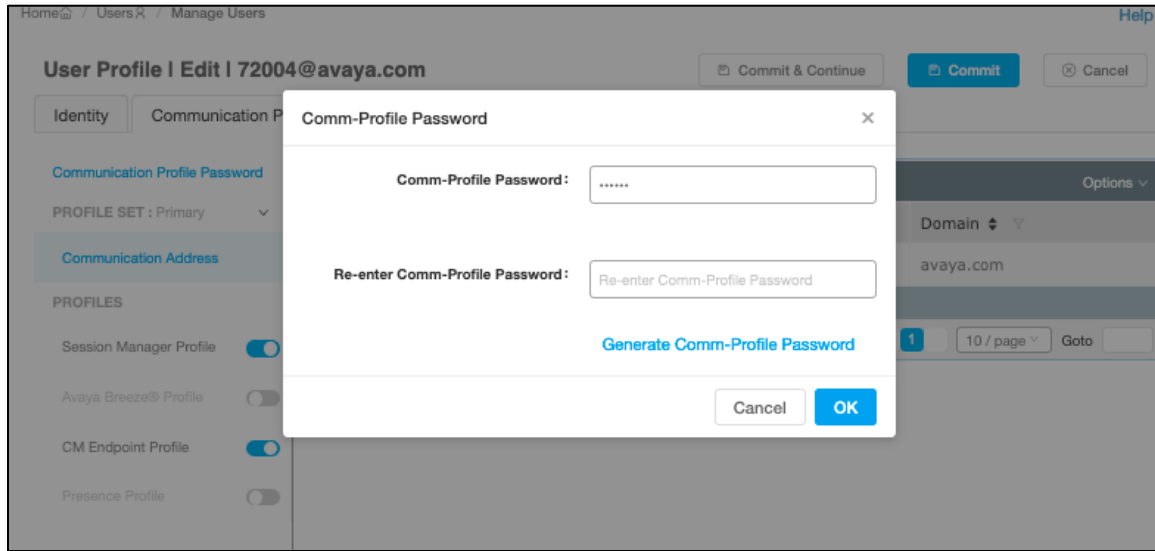 Home / Users / Manage Users
Help
User Profile | Edit | 72004@avaya.com
Commit & Continue
Commit
Cancel
Identity
Communication P
Comm-Profile Password
Communication Profile Password
Comm-Profile Password:
••••••
Options
PROFILE SET : Primary
Domain
Communication Address
avaya.com
Re-enter Comm-Profile Password:
Re-enter Comm-Profile Password
PROFILES
Session Manager Profile
Generate Comm-Profile Password
1
10 / page
Goto
Avaya Breeze® Profile
Cancel
OK
CM Endpoint Profile
Presence Profile